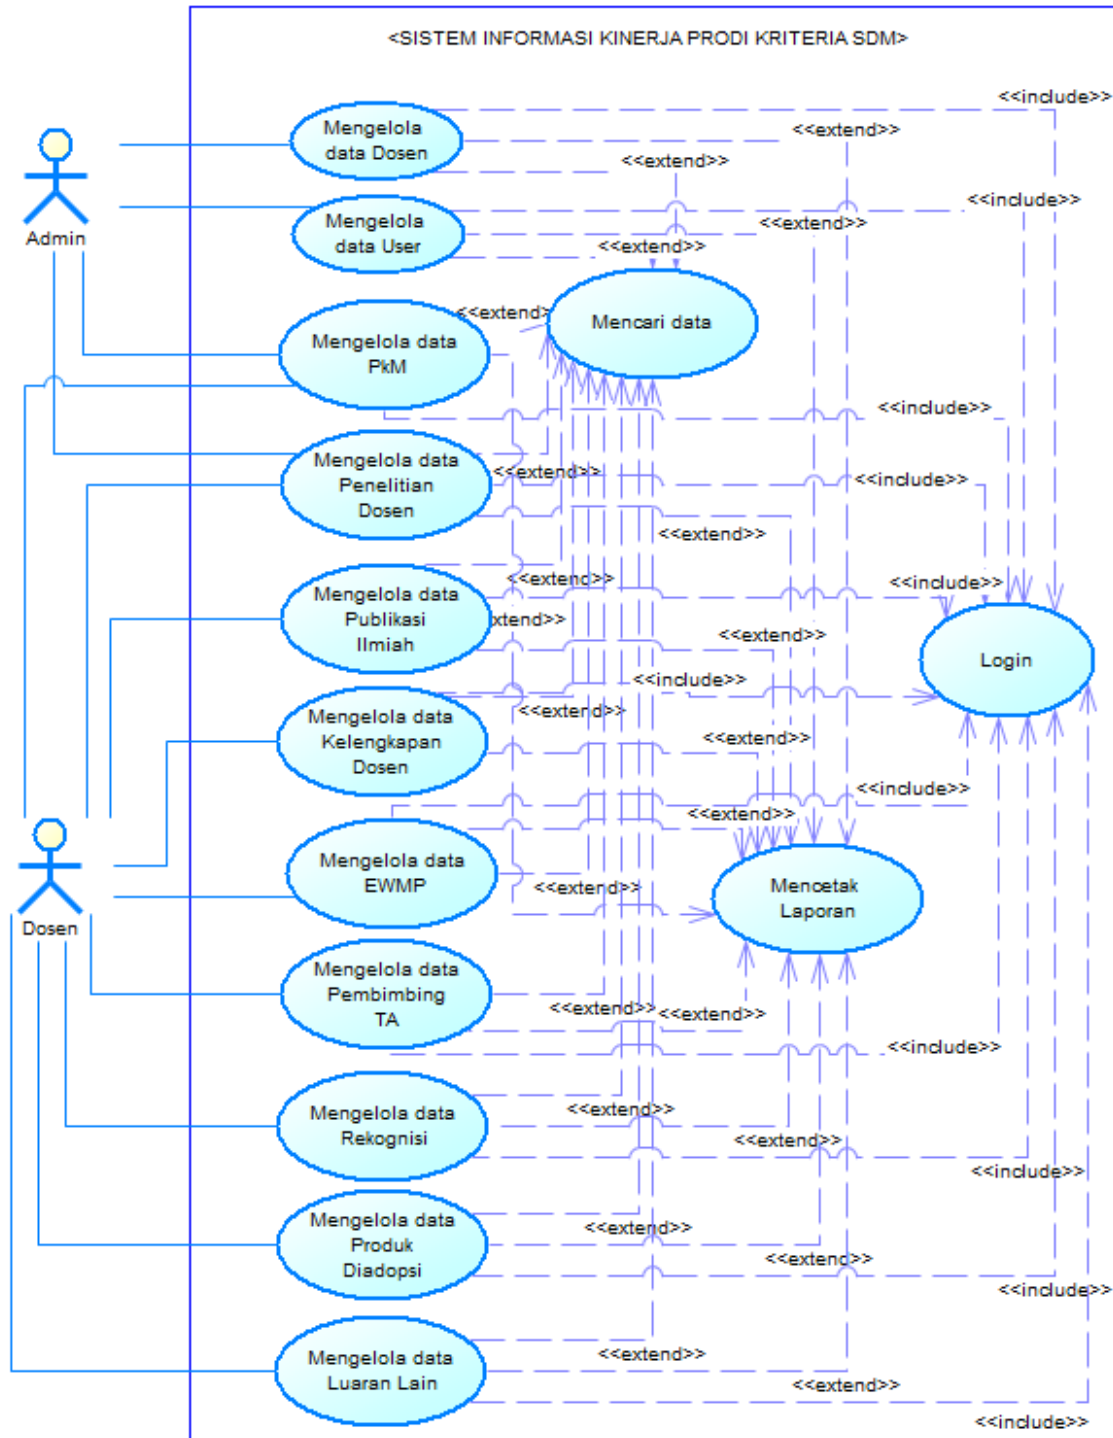 <SISTEM INFORMASI KINERJA PRODI KRITERIA SDM>
<<include>>
Mengelola
data Dosen
<<extend>>
<<extend>>
Admin
Mengelola
data User
<<include>>
<<extend>>
<<extend>>
Mengelola data
PkM
<<extend>>
Mencari data
<<include>>
Mengelola data
Penelitian
Dosen
<<extend>>
<<include>>
<<extend>>
Mengelola data
Publikasi
Ilmiah
<<extend>>
<<include>>
xtend>>
<<extend>>
Login
<<include>>
Mengelola data
Kelengkapan
Dosen
<<extend>>
<<extend>>
<<include>>
<<extend>>
Mengelola data
EWMP
<<extend>>
Mencetak
Laporan
Dosen
Mengelola data
Pembimbing
TA
<<extend>>
<<extend>>
<<include>>
Mengelola data
Rekognisi
<<extend>>
<<extend>>
<<include>>
Mengelola data
Produk
Diadopsi
<<extend>>
<<extend>>
<<include>>
Mengelola data
Luaran Lain
<<extend>>
<<extend>>
<<include>>